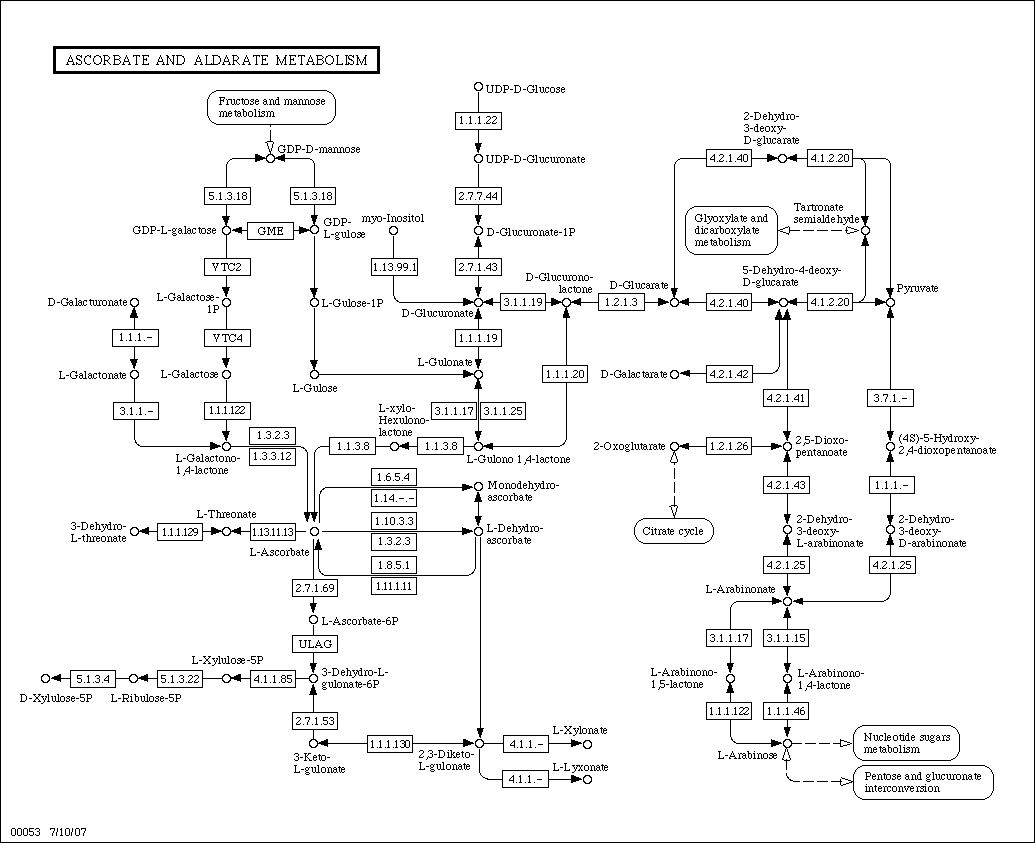 ASCORBATE AND ALDARATE METABOLISM
Fructose and mannose
metabolism
GDP-D-mannose
5.1.3.18
5.1.3.18
GDP-L-galactose
GME
GDP-
L-gulose
VTC2
L-Galactose-
1P
L-Gulose-1P
VTC4
L-Galactose
L-Gulose
1.1.1.122
D-Galacturonate
1.1.1.-
L-Galactonate
3.1.1.-
L-Galactono-
1,4-lactone
1.3.2.3
1.3.3.12
UDP-D-Glucose
1.1.1.22
UDP-D-Glucuronate
2.7.7.44
D-Glucuronate-1P
2.7.1.43
myo-Inositol
1.13.99.1
D-Glucuronate
1.1.1.19
L-Gulonate
3.1.1.17
3.1.1.25
L-Gulono 1,4-lactone
1.1.3.8
L-xylo-
Hexulono-
lactone
1.1.3.8
3.1.1.19
D-Glucurono-
lactone
1.1.1.20
1.2.1.3
D-Glucarate
4.2.1.40
2-Dehydro-
3-deoxy-
D-glucarate
4.1.2.20
Glyoxylate and
dicarboxylate
metabolism
Tartronate
semialdehyde
4.2.1.40
5-Dehydro-4-deoxy-
D-glucarate
4.1.2.20
Pyruvate
D-Galactarate
4.2.1.42
4.2.1.41
3.7.1.-
2-Oxoglutarate
1.2.1.26
2,5-Dioxo-
pentanoate
(4S)-5-Hydroxy-
2,4-dioxopentanoate
Citrate cycle
4.2.1.43
1.1.1.-
2-Dehydro-
3-deoxy-
L-arabinonate
2-Dehydro-
3-deoxy-
D-arabinonate
4.2.1.25
4.2.1.25
L-Arabinonate
3.1.1.17
3.1.1.15
L-Arabinono-
1,5-lactone
L-Arabinono-
1,4-lactone
1.1.1.122
1.1.1.46
L-Arabinose
Nucleotide sugars
metabolism
Pentose and glucuronate
interconversion
1.6.5.4
1.14.-.-
Monodehydro-
ascorbate
1.10.3.3
1.3.2.3
L-Dehydro-
ascorbate
1.8.5.1
1.11.1.11
3-Dehydro-
L-threonate
1.1.1.129
L-Threonate
1.13.11.13
L-Ascorbate
2.7.1.69
L-Ascorbate-6P
ULAG
3-Dehydro-L-
gulonate-6P
4.1.1.85
L-Xylulose-5P
5.1.3.22
L-Ribulose-5P
5.1.3.4
D-Xylulose-5P
2.7.1.53
3-Keto-
L-gulonate
1.1.1.130
2,3-Diketo-
L-gulonate
4.1.1.-
L-Xylonate
4.1.1.-
L-Lyxonate
00053 7/10/07